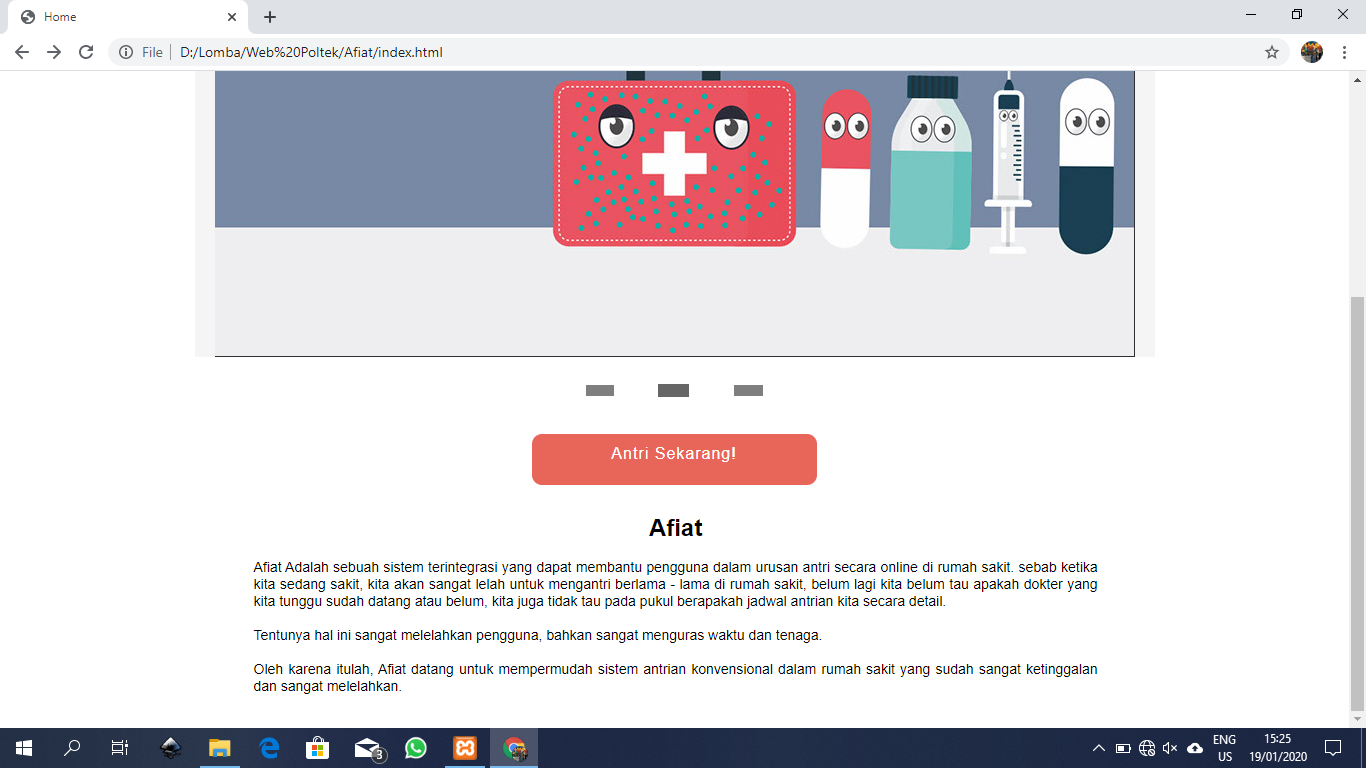 Home
File
D:/Lomba/Web%20Poltek/Afiat/index.html
Antri Sekarang!
Afiat
Afiat Adalah sebuah sistem terintegrasi yang dapat membantu pengguna dalam urusan antri secara online di rumah sakit. sebab ketika
kita sedang sakit, kita akan sangat lelah untuk mengantri berlama - lama di rumah sakit, belum lagi kita belum tau apakah dokter yang
kita tunggu sudah datang atau belum, kita juga tidak tau pada pukul berapakah jadwal antrian kita secara detail.
Tentunya hal ini sangat melelahkan pengguna, bahkan sangat menguras waktu dan tenaga.
Oleh karena itulah, Afiat datang untuk mempermudah sistem antrian konvensional dalam rumah sakit yang sudah sangat ketinggalan
dan sangat melelahkan.
3
ENG
US
15:25
19/01/2020